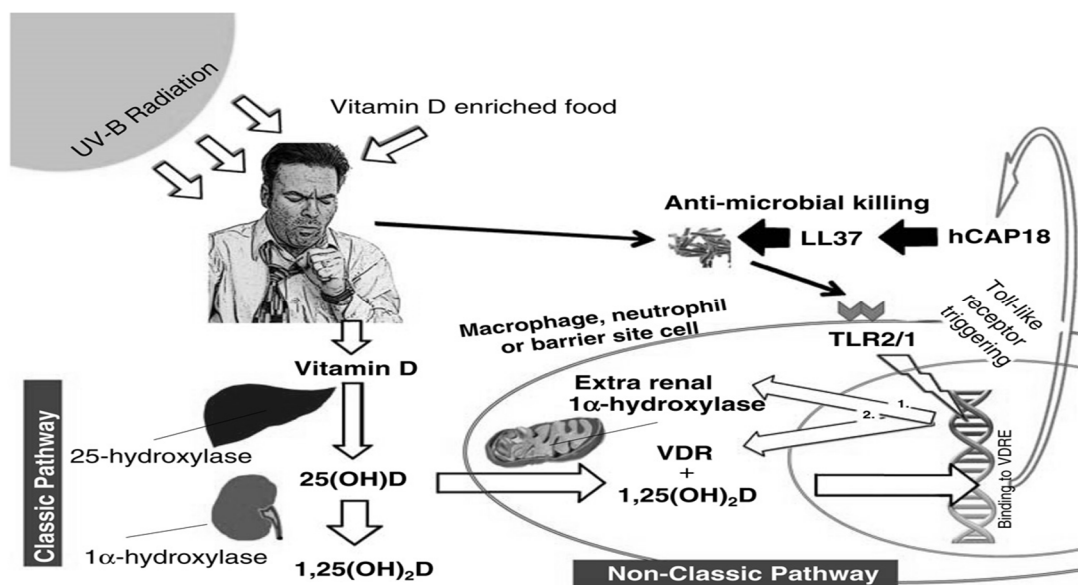 UV-B Radiation
Vitamin D enriched food
Anti-microbial killing
LL37
hCAP18
Toll-like
receptor
triggering
Macrophage, neutrophil
or barrier site cell
TLR2/1
Vitamin D
Extra renal
1α-hydroxylase
1.
2.
Classic Pathway
25-hydroxylase
25(OH)D
VDR
+
1,25(OH)₂D
Binding to VDRE
1α-hydroxylase
1,25(OH)₂D
Non-Classic Pathway